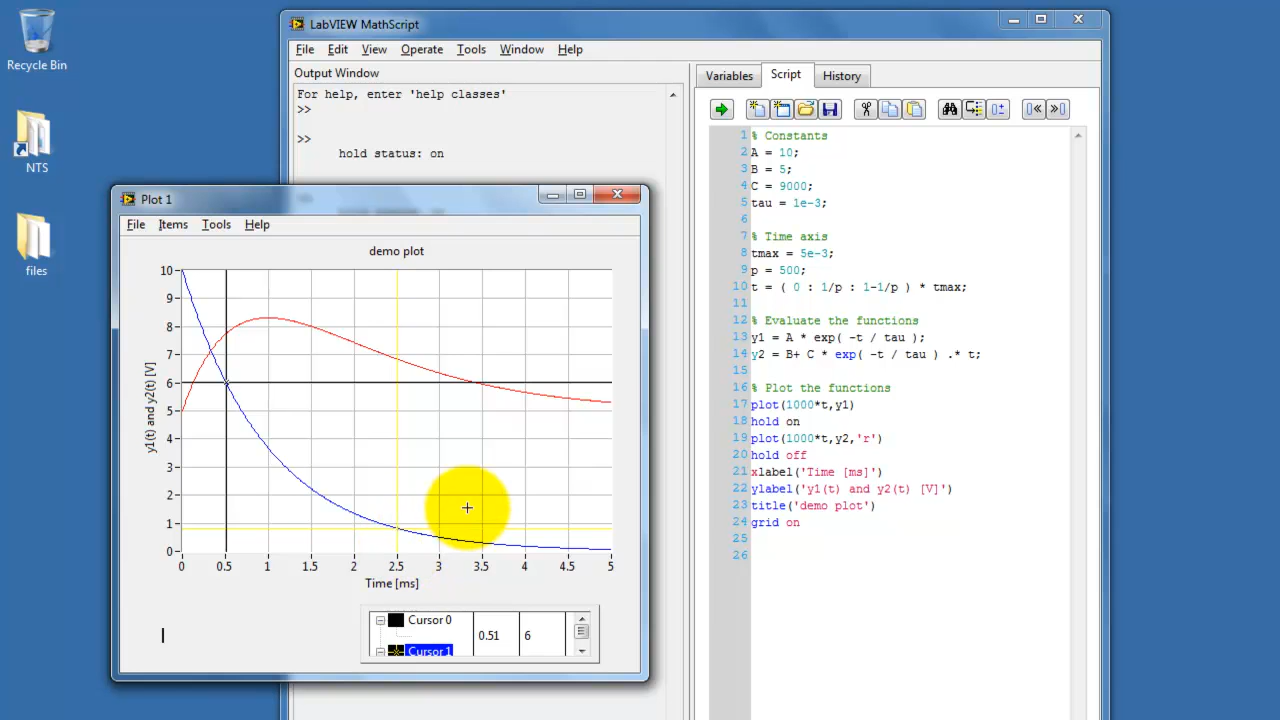 Recycle Bin
NTS
files
LabVIEW MathScript
File Edit View Operate Tools Window Help
Output Window
For help, enter 'help classes'
>>
>>
hold status: on
Variables Script History
1 % Constants
2 A = 10;
3 B = 5;
4 C = 9000;
5 tau = 1e-3;
6
7 % Time axis
8 tmax = 5e-3;
9 p = 500;
10 t = ( 0 : 1/p : 1-1/p ) * tmax;
11
12 % Evaluate the functions
13 y1 = A * exp( -t / tau );
14 y2 = B+ C * exp( -t / tau ) .* t;
15
16 % Plot the functions
17 plot(1000*t,y1)
18 hold on
19 plot(1000*t,y2,'r')
20 hold off
21 xlabel('Time [ms]')
22 ylabel('y1(t) and y2(t) [V]')
23 title('demo plot')
24 grid on
25
26
Plot 1
File Items Tools Help
demo plot
y1(t) and y2(t) [V]
10
9
8
7
6
5
4
3
2
1
0
0 0.5 1 1.5 2 2.5 3 3.5 4 4.5 5
Time [ms]
Cursor 0
0.51 6
Cursor 1